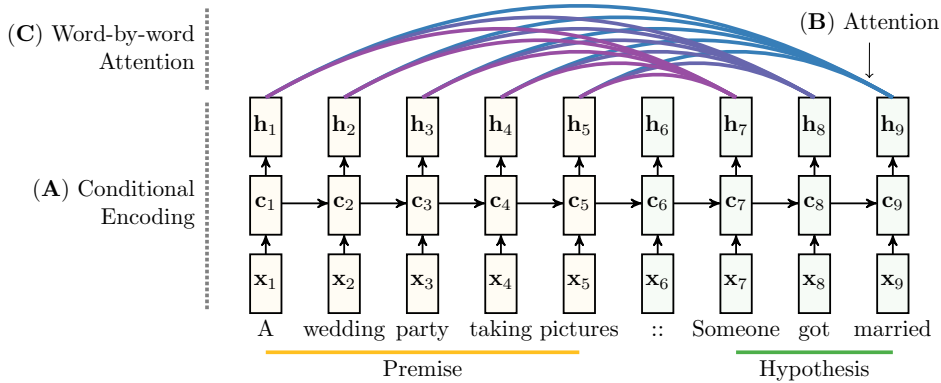 (C) Word-by-word
Attention
(B) Attention
h1 h2 h3 h4 h5 h6 h7 h8 h9
(A) Conditional
Encoding
c1 c2 c3 c4 c5 c6 c7 c8 c9
x1 x2 x3 x4 x5 x6 x7 x8 x9
A wedding party taking pictures :: Someone got married
Premise Hypothesis